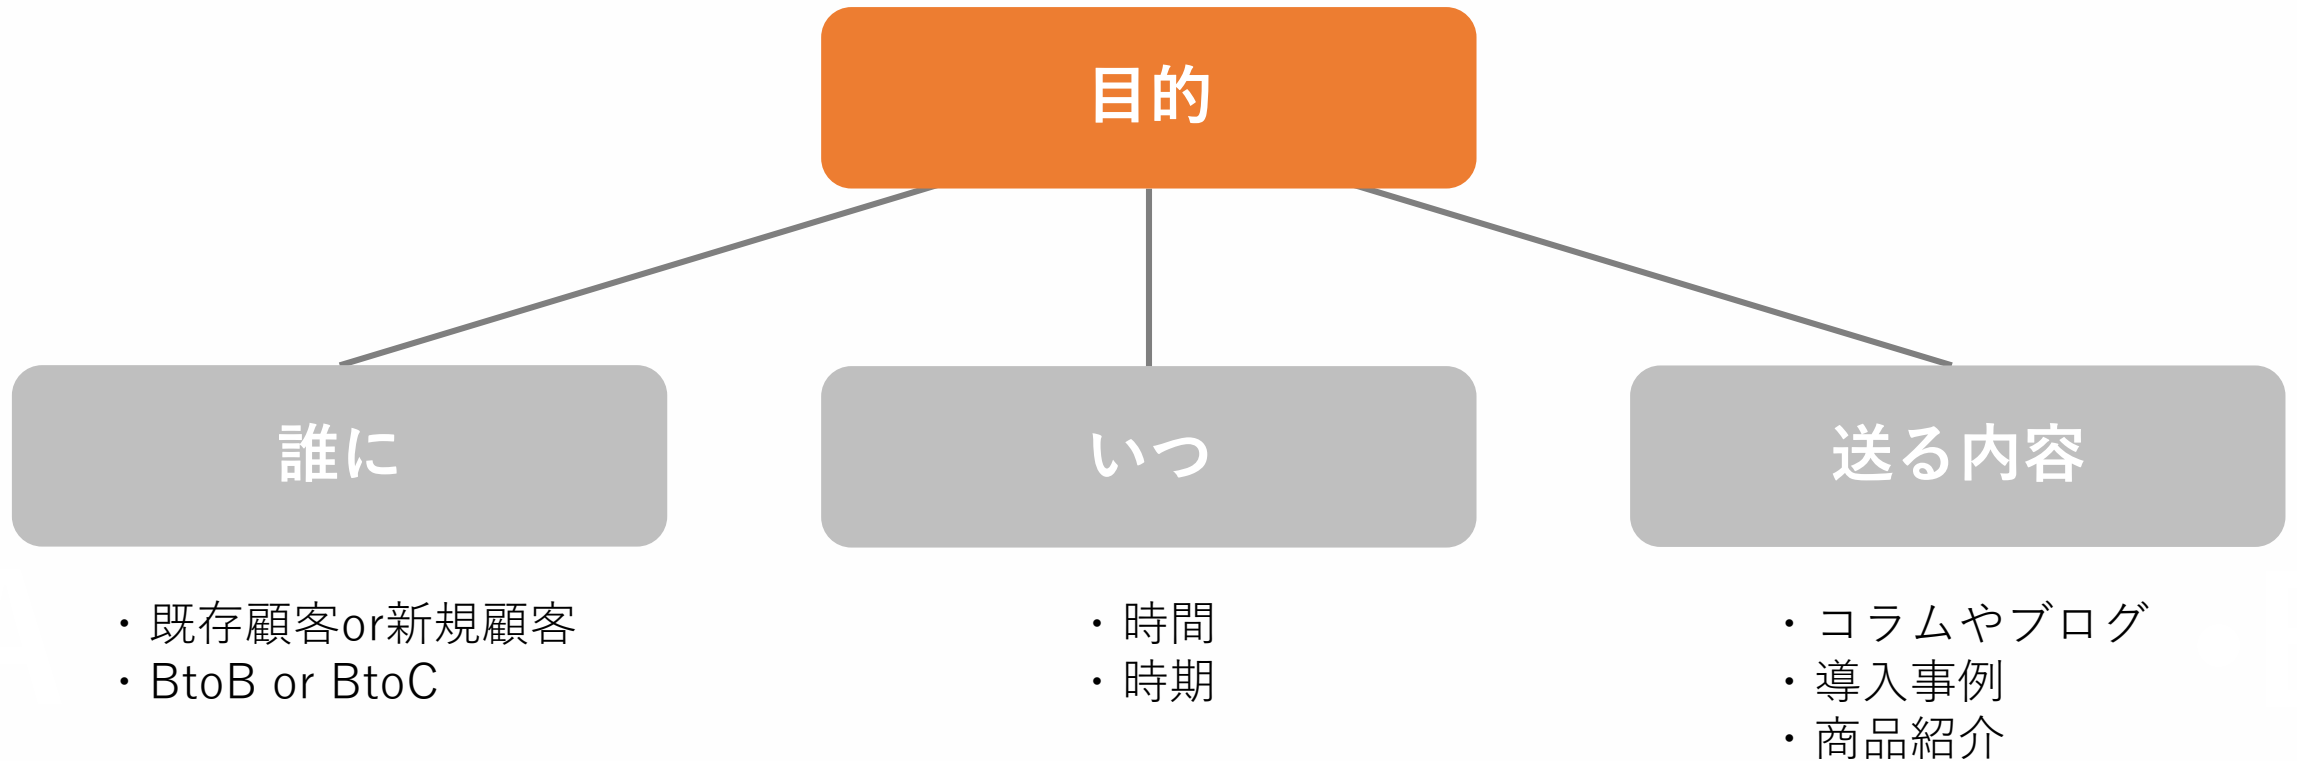 目的
誰に
・既存顧客or新規顧客
・BtoB or BtoC
いつ
・時間
・時期
送る内容
・コラムやブログ
・導入事例
・商品紹介